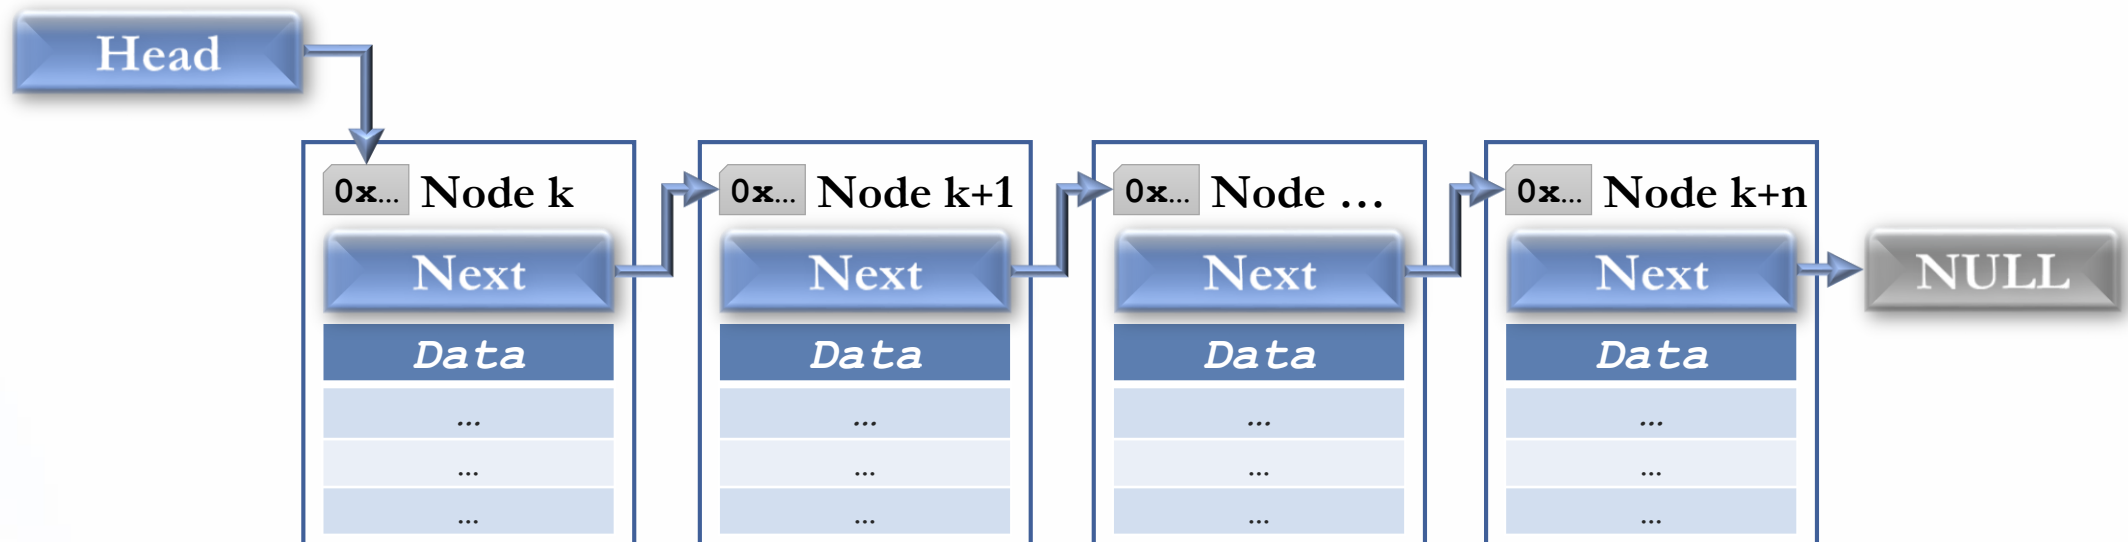 Head
0x... Node k
Next
Data
...
...
...
0x... Node k+1
Next
Data
...
...
...
0x... Node ...
Next
Data
...
...
...
0x... Node k+n
Next
Data
...
...
...
NULL